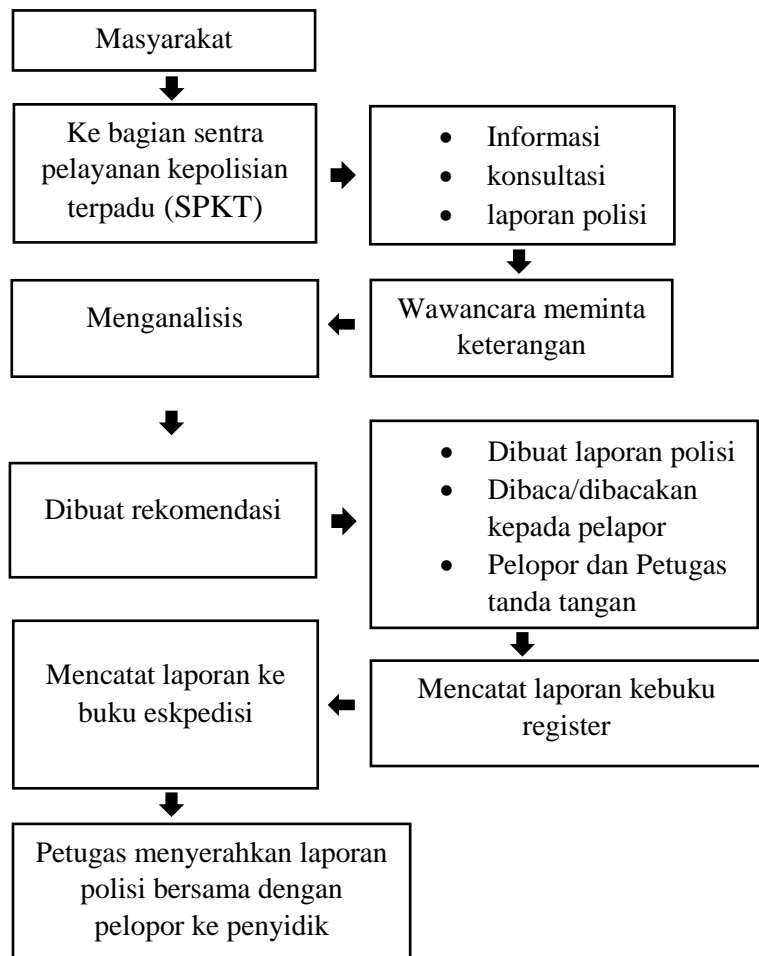 Masyarakat
Ke bagian sentra
pelayanan kepolisian
terpadu (SPKT)
• Informasi
• konsultasi
• laporan polisi
Wawancara meminta
keterangan
Menganalisis
Dibuat rekomendasi
• Dibuat laporan polisi
• Dibaca/dibacakan
kepada pelapor
• Pelopor dan Petugas
tanda tangan
Mencatat laporan kebuku
register
Mencatat laporan ke
buku eskpedisi
Petugas menyerahkan laporan
polisi bersama dengan
pelopor ke penyidik